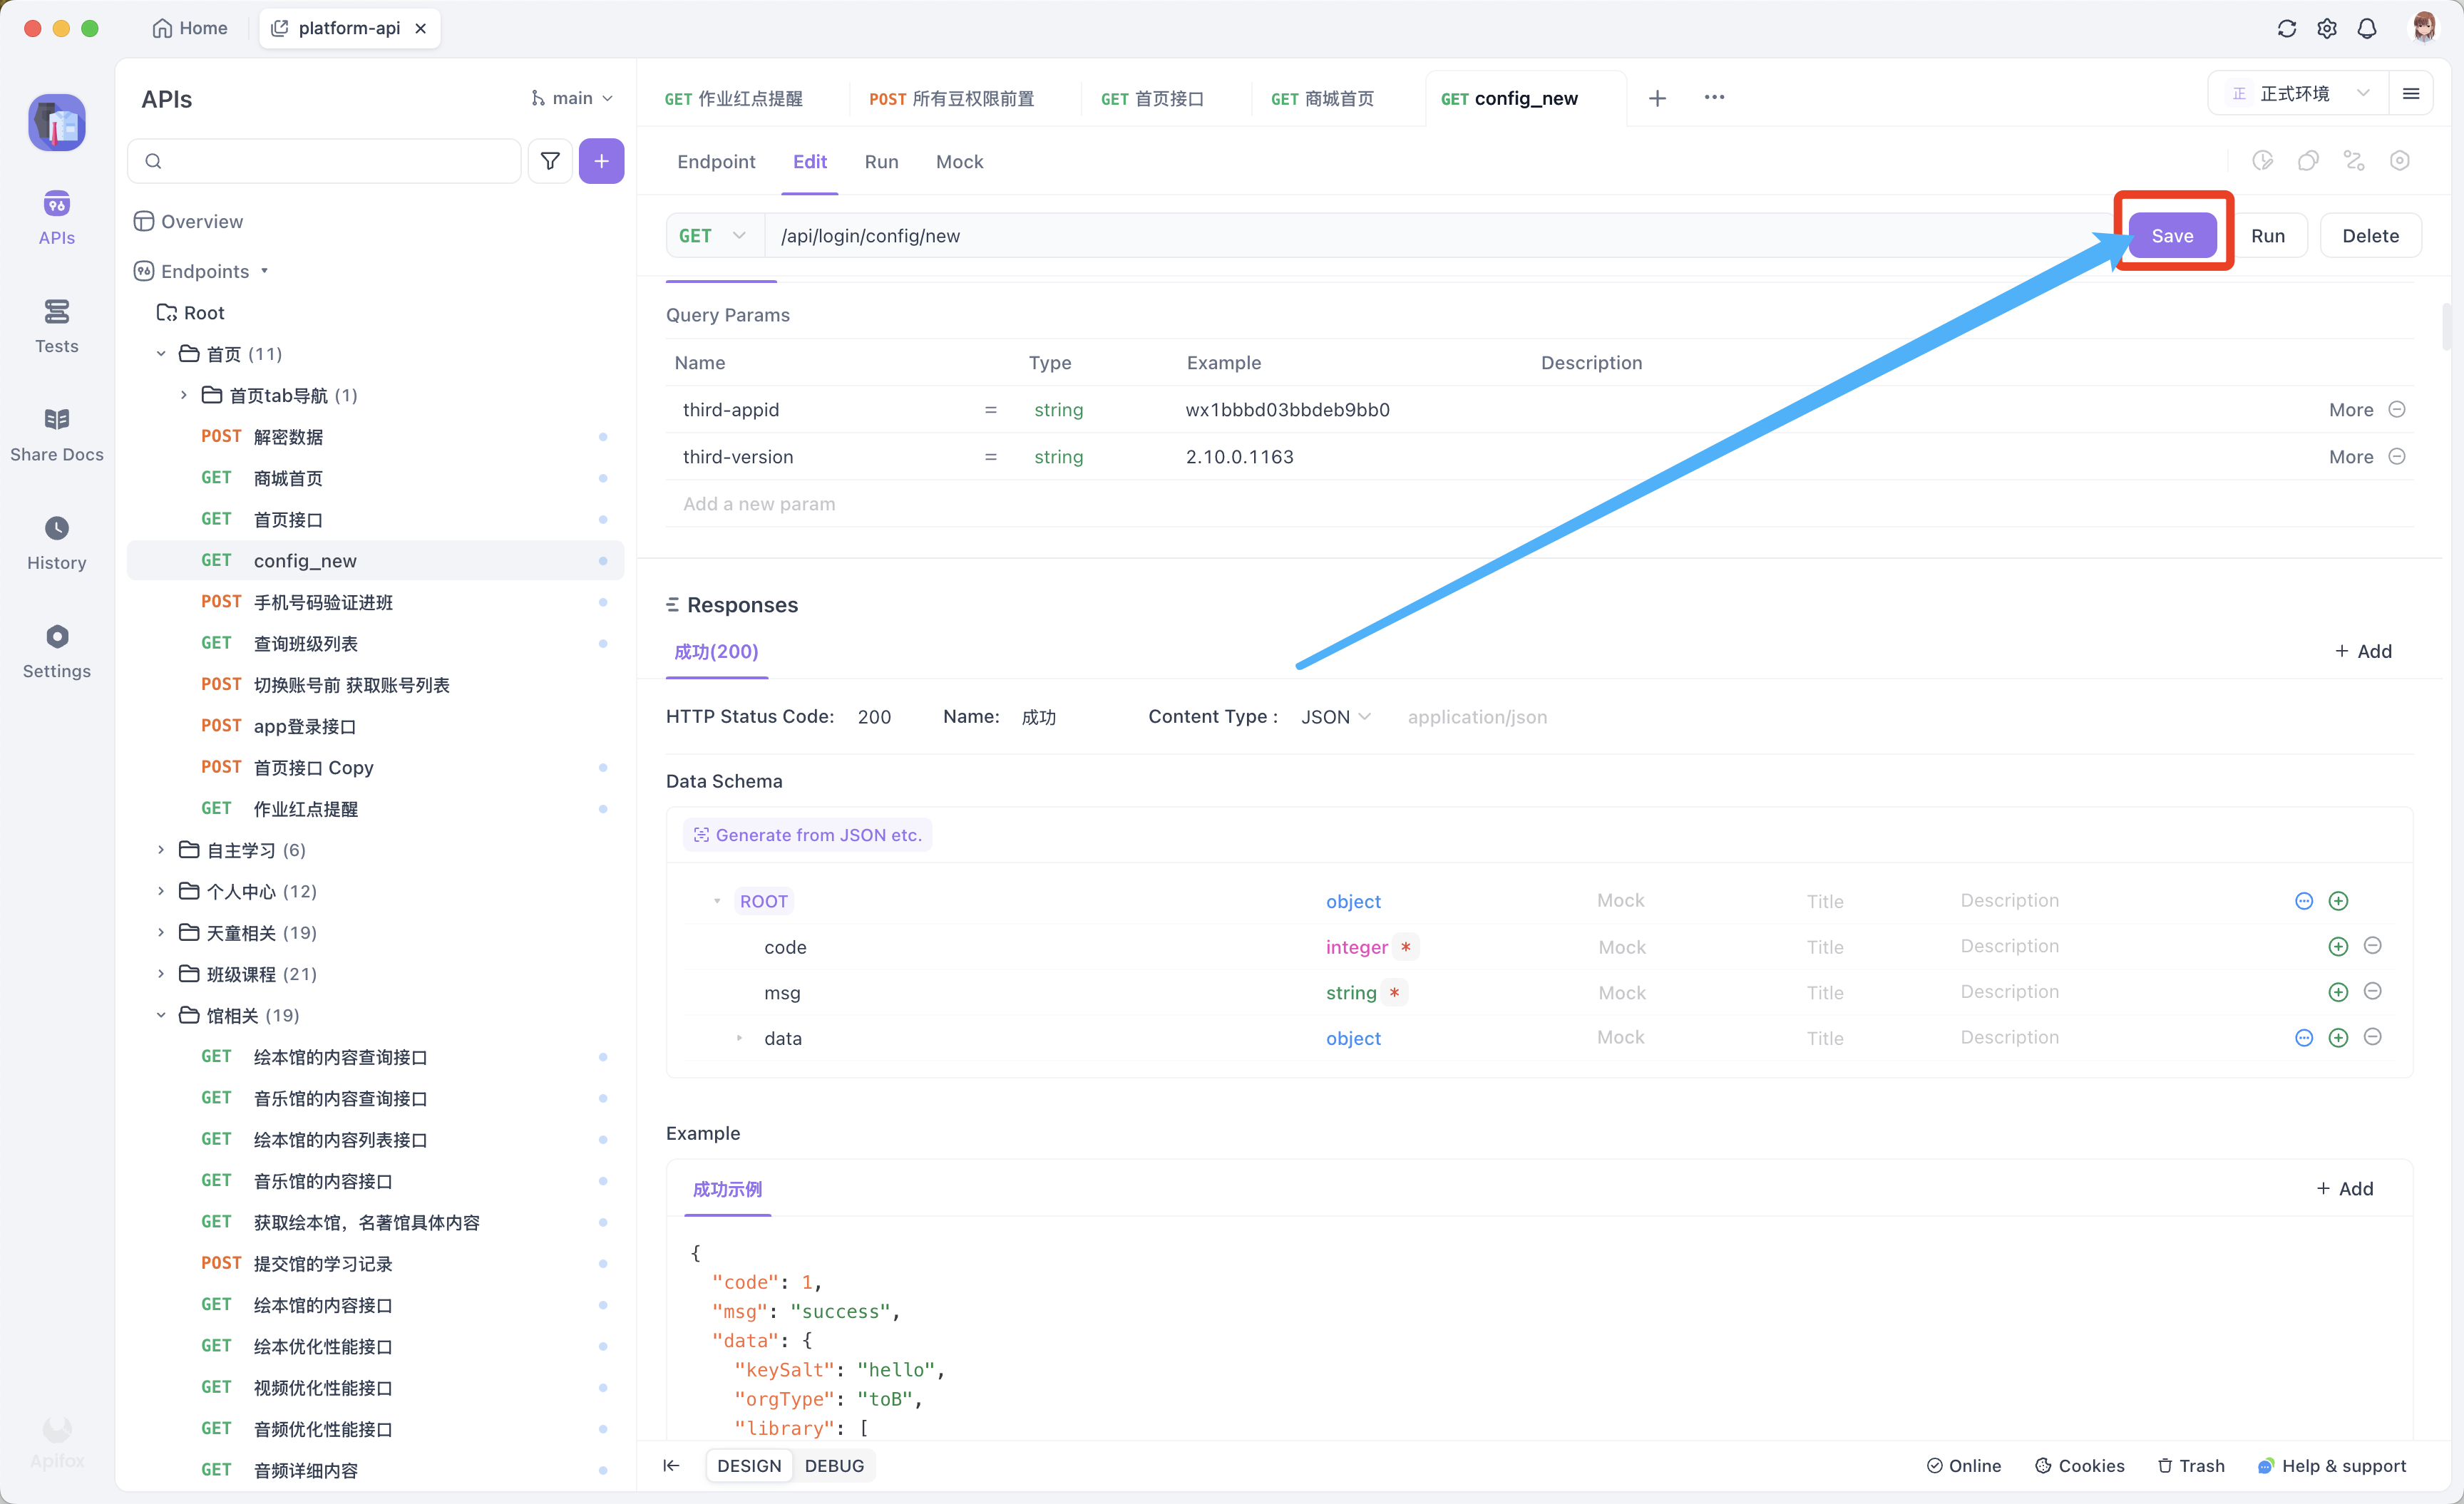 Home
platform-api
APIs
main
GET 作业红点提醒
POST 所有豆权限前置
GET 首页接口
GET 商城首页
GET config_new
正 正式环境
APIs
Tests
Share Docs
History
Settings
Apifox
Overview
Endpoints
Root
首页 (11)
首页tab导航 (1)
POST 解密数据
GET 商城首页
GET 首页接口
GET config_new
POST 手机号码验证进班
GET 查询班级列表
POST 切换账号前 获取账号列表
POST app登录接口
POST 首页接口 Copy
GET 作业红点提醒
自主学习 (6)
个人中心 (12)
天童相关 (19)
班级课程 (21)
馆相关 (19)
GET 绘本馆的内容查询接口
GET 音乐馆的内容查询接口
GET 绘本馆的内容列表接口
GET 音乐馆的内容接口
GET 获取绘本馆，名著馆具体内容
POST 提交馆的学习记录
GET 绘本馆的内容接口
GET 绘本优化性能接口
GET 视频优化性能接口
GET 音频优化性能接口
GET 音频详细内容
Endpoint Edit Run Mock
GET /api/login/config/new
Save Run Delete
Query Params
Name Type Example Description
third-appid = string wx1bbbd03bbdeb9bb0 More
third-version = string 2.10.0.1163 More
Add a new param
Responses
成功(200)
+ Add
HTTP Status Code: 200 Name: 成功 Content Type : JSON application/json
Data Schema
Generate from JSON etc.
ROOT object Mock Title Description
code integer * Mock Title Description
msg string * Mock Title Description
data object Mock Title Description
Example
成功示例
+ Add
{
"code": 1,
"msg": "success",
"data": {
"keySalt": "hello",
"orgType": "toB",
"library": [
DESIGN DEBUG
Online Cookies Trash Help & support